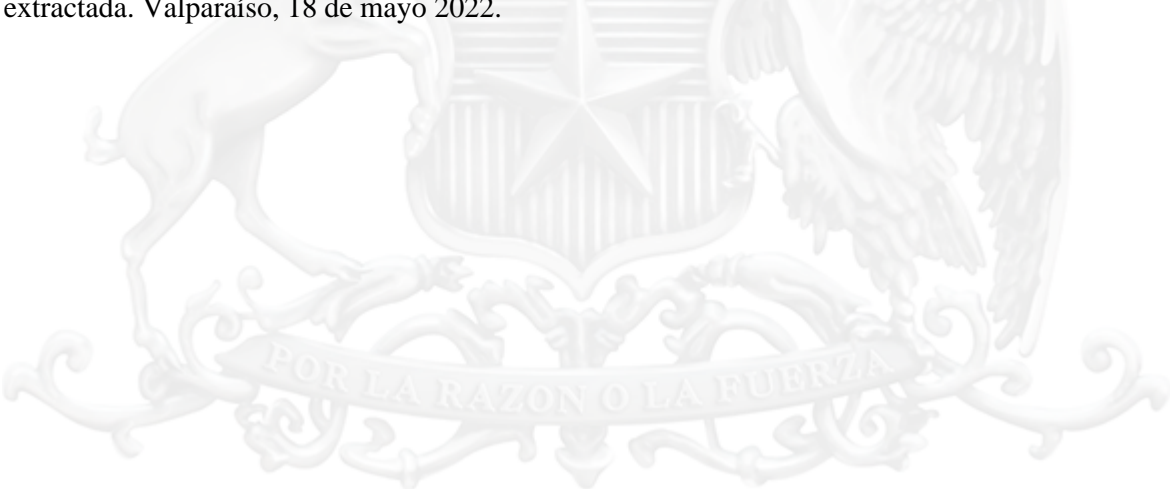 extractada. Valparaíso, 18 de mayo 2022.
POR LA RAZON O LA FUERZA